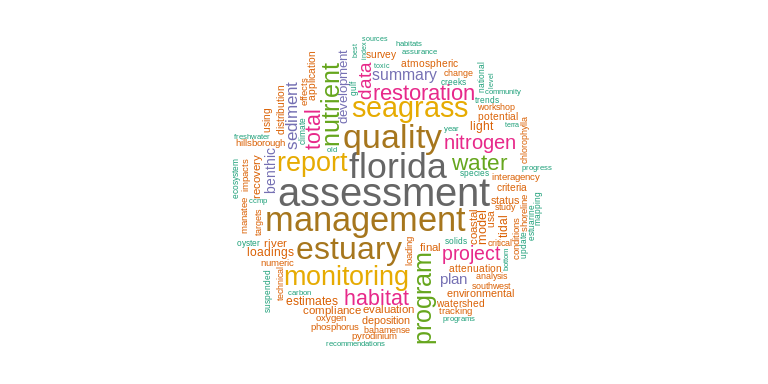 sources
habitats
best
index
survey
assurance
toxic
atmospheric
national
level
data
summary
change
creeks
community
effects
application
nutrient
development
gulf
restoration
trends
workshop
using
distribution
sediment
climate
total
seagrass
potential
light
year
terra
chlorophylla
freshwater
hillsborough
old
quality
nitrogen
ecosystem
impacts
recovery
benthic
report
florida
water
progress
species
interagency
criteria
manatee
ccmp
assessment
status
study
targets
management
coastal
model
usa
tidal
shoreline
estuarine
mapping
oyster
river
loadings
estuary
loading
final
solids
critical
conditions
update
numeric
project
bottom
suspended
technical
monitoring
program
attenuation
analysis
plan
southwest
carbon
estimates
habitat
environmental
watershed
compliance
evaluation
tracking
oxygen
deposition
programs
phosphorus
bahamense
pyrodinium
recommendations